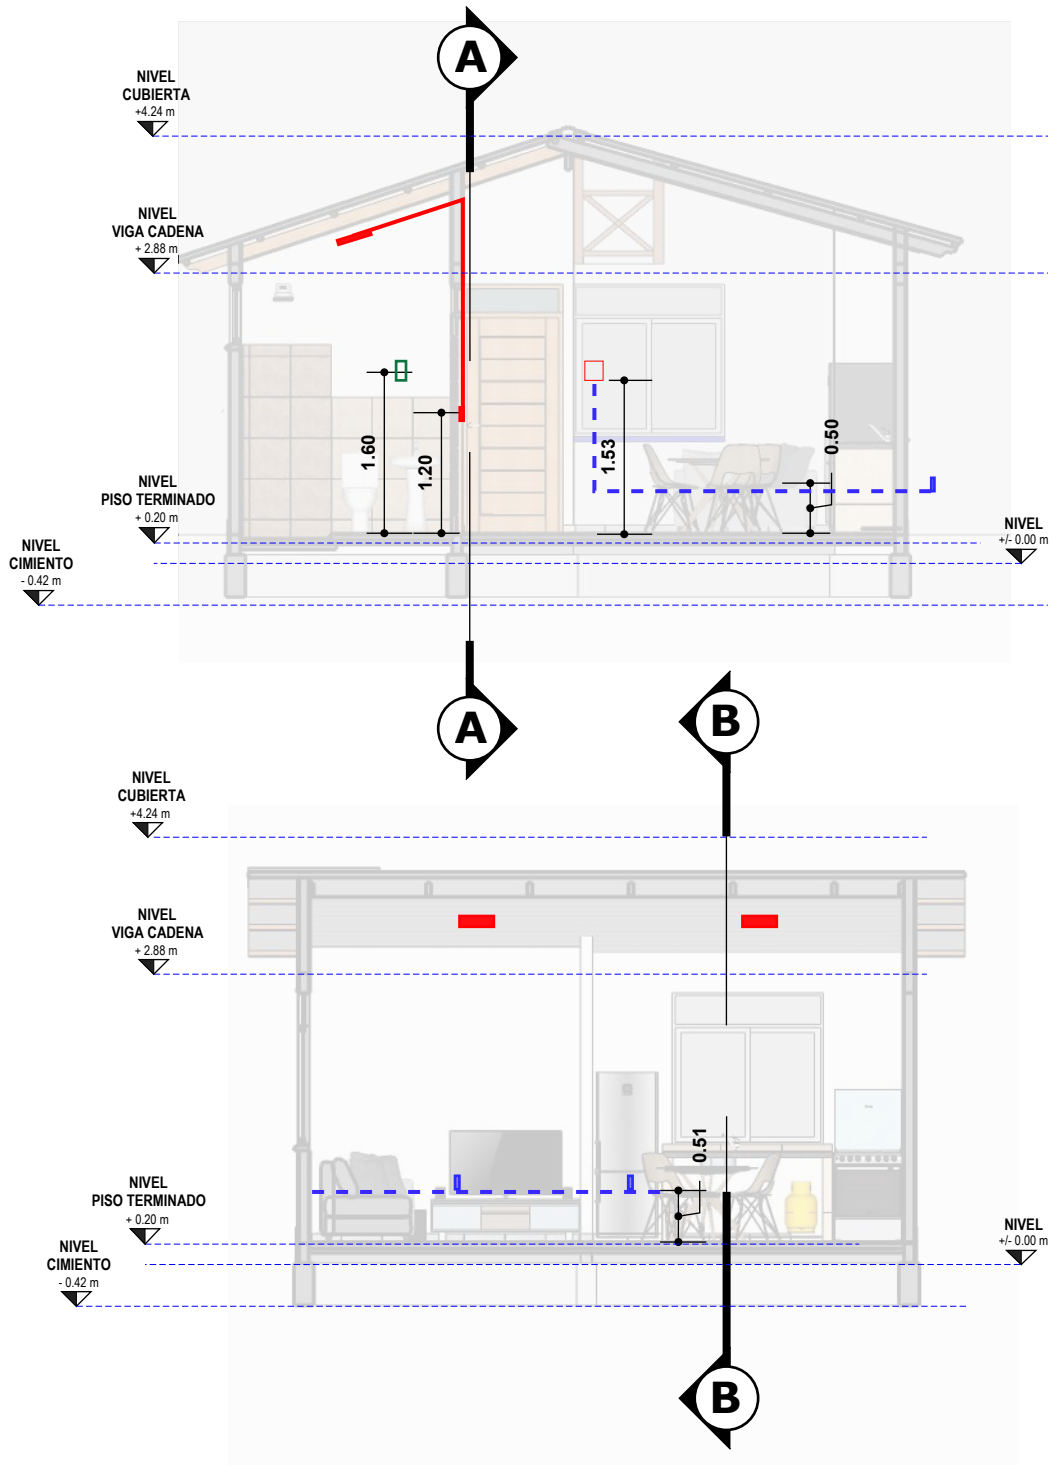 A
NIVEL
CUBIERTA
+4.24 m
NIVEL
VIGA CADENA
+ 2.88 m
1.60
1.20
1.53
0.50
NIVEL
PISO TERMINADO
+ 0.20 m
NIVEL
+/- 0.00 m
NIVEL
CIMIENTO
- 0.42 m
A
B
NIVEL
CUBIERTA
+4.24 m
NIVEL
VIGA CADENA
+ 2.88 m
0.51
NIVEL
PISO TERMINADO
+ 0.20 m
NIVEL
+/- 0.00 m
NIVEL
CIMIENTO
- 0.42 m
B